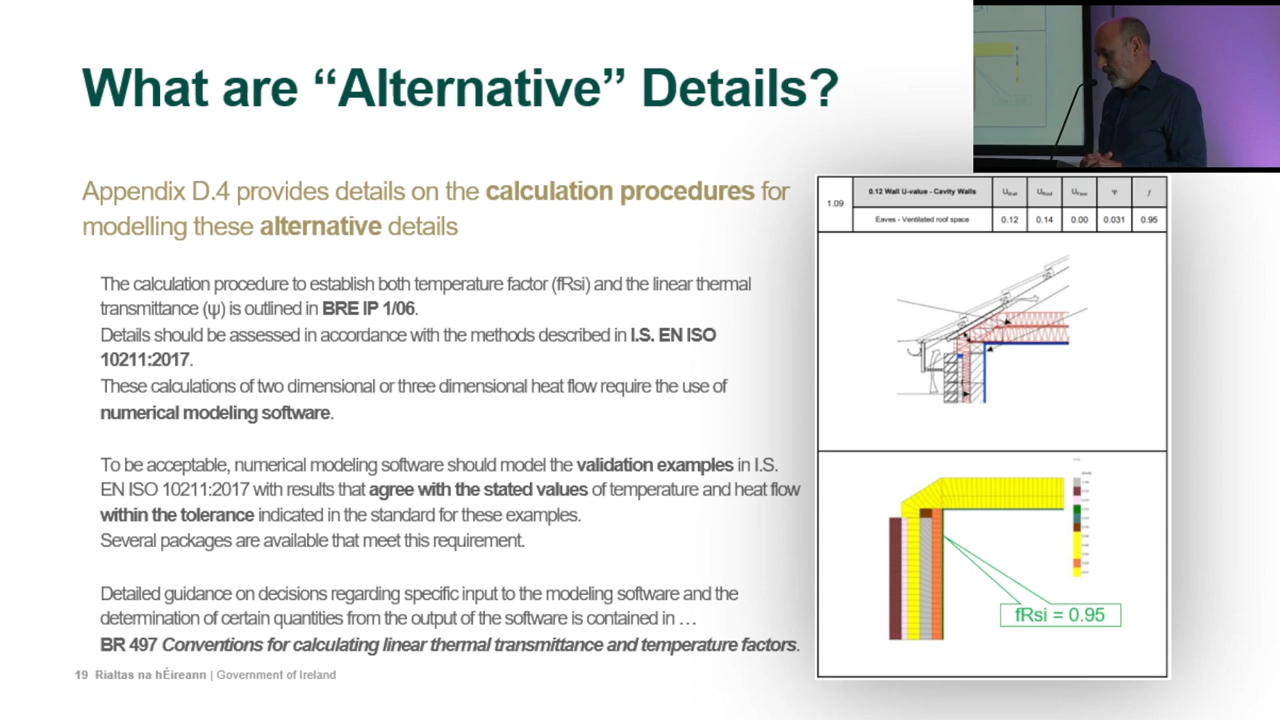 What are “Alternative” Details?
Appendix D.4 provides details on the calculation procedures for
modelling these alternative details
The calculation procedure to establish both temperature factor (fRsi) and the linear thermal
transmittance (ψ) is outlined in BRE IP 1/06.
Details should be assessed in accordance with the methods described in I.S. EN ISO
10211:2017.
These calculations of two dimensional or three dimensional heat flow require the use of
numerical modeling software.
To be acceptable, numerical modeling software should model the validation examples in I.S.
EN ISO 10211:2017 with results that agree with the stated values of temperature and heat flow
within the tolerance indicated in the standard for these examples.
Several packages are available that meet this requirement.
Detailed guidance on decisions regarding specific input to the modeling software and the
determination of certain quantities from the output of the software is contained in …
BR 497 Conventions for calculating linear thermal transmittance and temperature factors.
19 Rialtas na hÉireann | Government of Ireland
1.09
0.12 Wall U-value - Cavity Walls
Eaves - Ventilated roof space
UWall URoof UFloor Ψ f
0.12 0.14 0.00 0.031 0.95
fRsi = 0.95